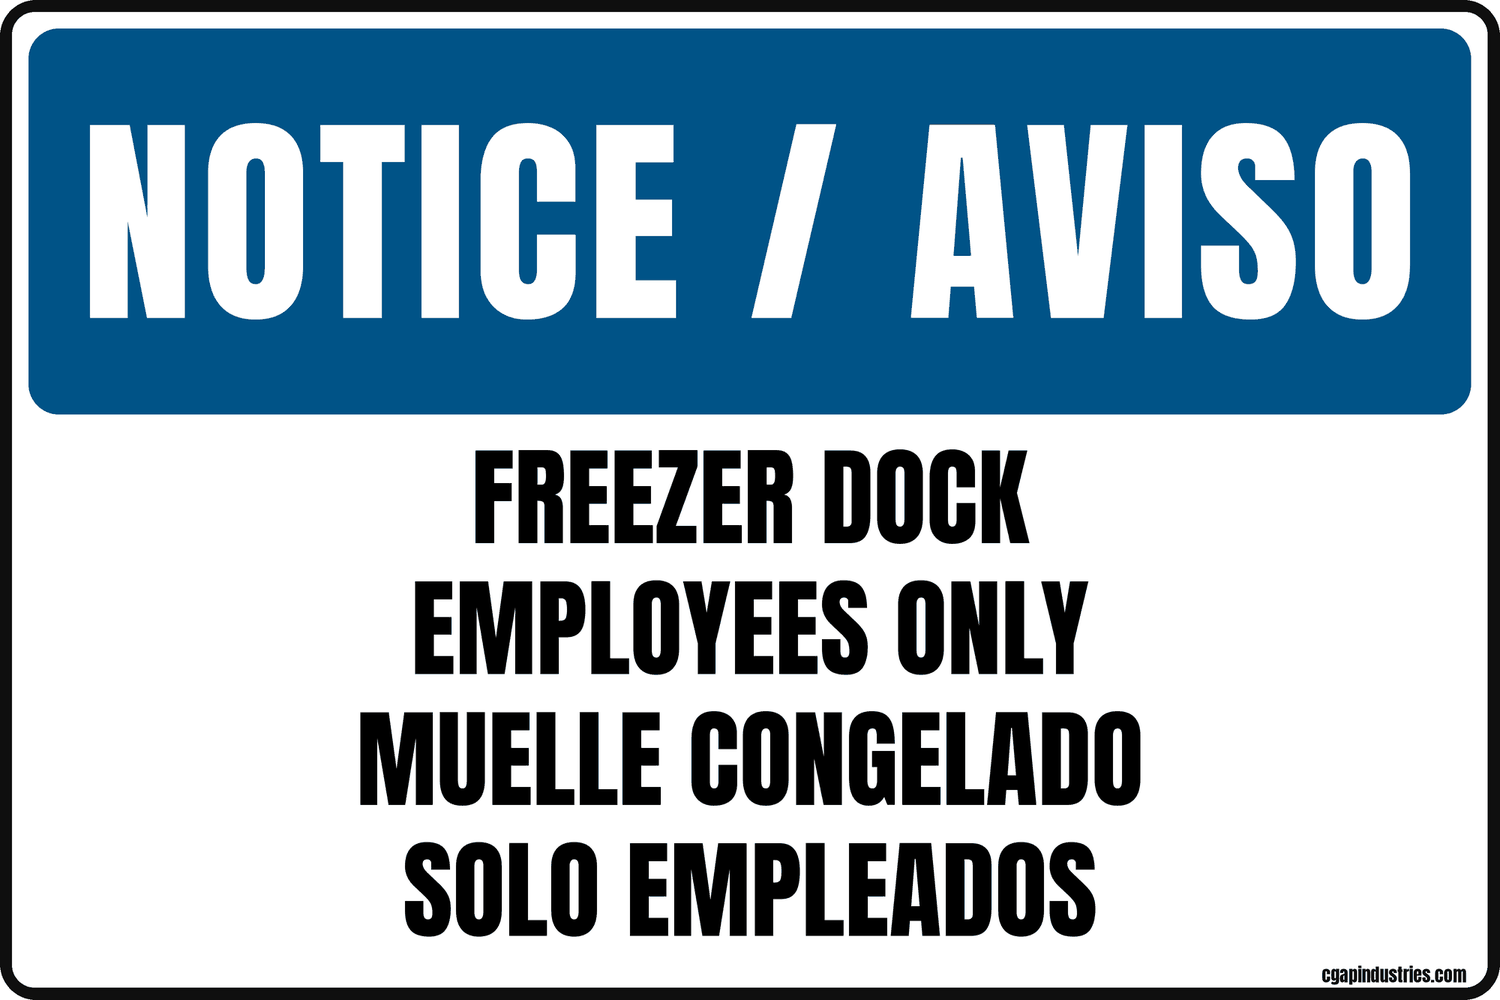 NOTICE / AVISO
FREEZER DOCK
EMPLOYEES ONLY
MUELLE CONGELADO
SOLO EMPLEADOS
cgapindustries.com